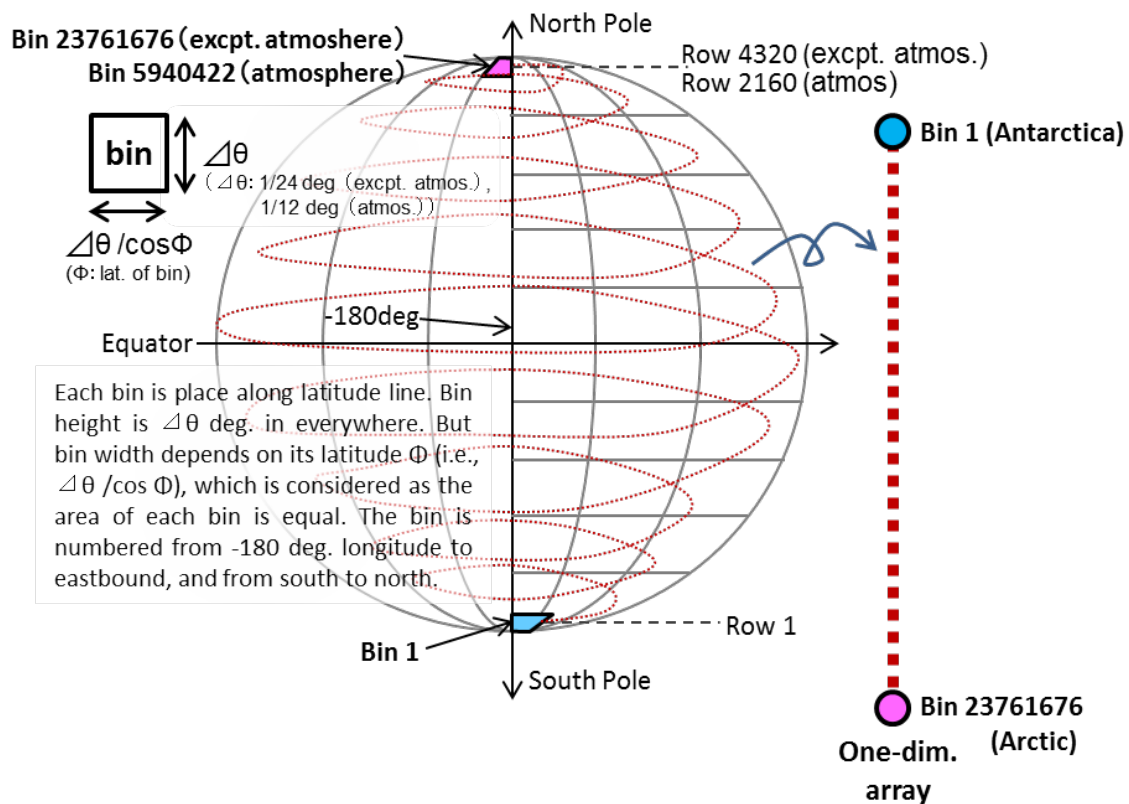 North Pole
Bin 23761676 (excpt. atmoshere)
Bin 5940422 (atmosphere)
Row 4320 (excpt. atmos.)
Row 2160 (atmos)
Bin 1 (Antarctica)
bin
⊿θ
(⊿θ: 1/24 deg (excpt. atmos.),
1/12 deg (atmos.))
⊿θ /cosΦ
(Φ: lat. of bin)
-180deg
Equator
Each bin is place along latitude line. Bin
height is ⊿θ deg. in everywhere. But
bin width depends on its latitude Φ (i.e.,
⊿θ /cos Φ), which is considered as the
area of each bin is equal. The bin is
numbered from -180 deg. longitude to
eastbound, and from south to north.
Row 1
Bin 1
South Pole
Bin 23761676
(Arctic)
One-dim.
array